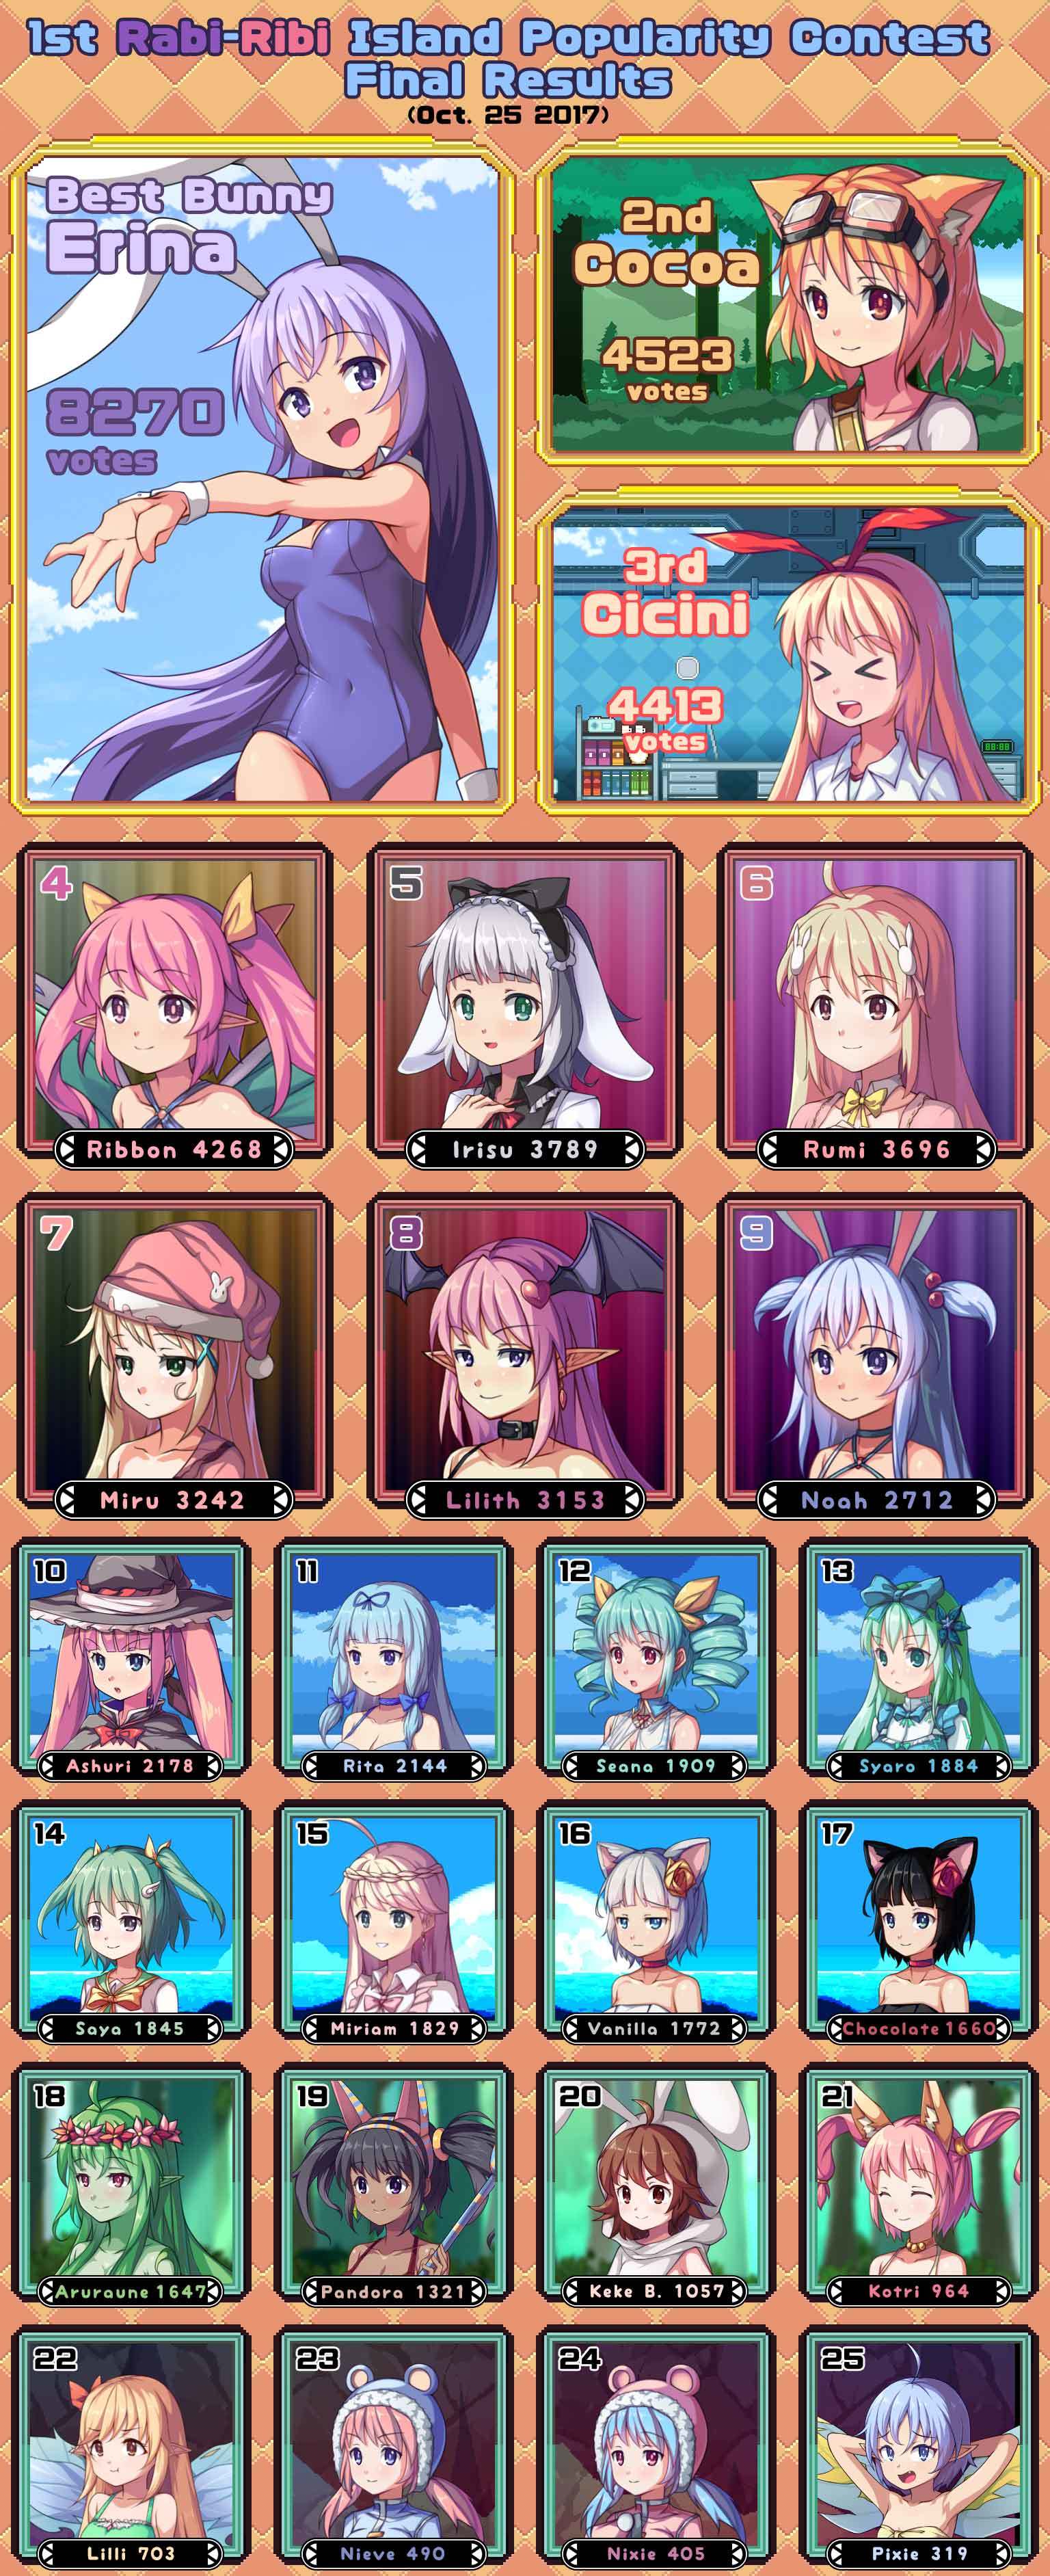 1st Rabi-Ribi Island Popularity Contest
Final Results
(Oct. 25 2017)
Best Bunny
Erina
8270
votes
2nd
Cocoa
4523
votes
3rd
Cicini
4413
votes
88:88
4
Ribbon 4268
5
Irisu 3789
6
Rumi 3696
7
Miru 3242
8
Lilith 3153
9
Noah 2712
10
Ashuri 2178
11
Rita 2144
12
Seana 1909
13
Syaro 1884
14
Saya 1845
15
Miriam 1829
16
Vanilla 1772
17
Chocolate 1660
18
Aruraune 1647
19
Pandora 1321
20
Keke B. 1057
21
Kotri 964
22
Lilli 703
23
Nieve 490
24
Nixie 405
25
Pixie 319